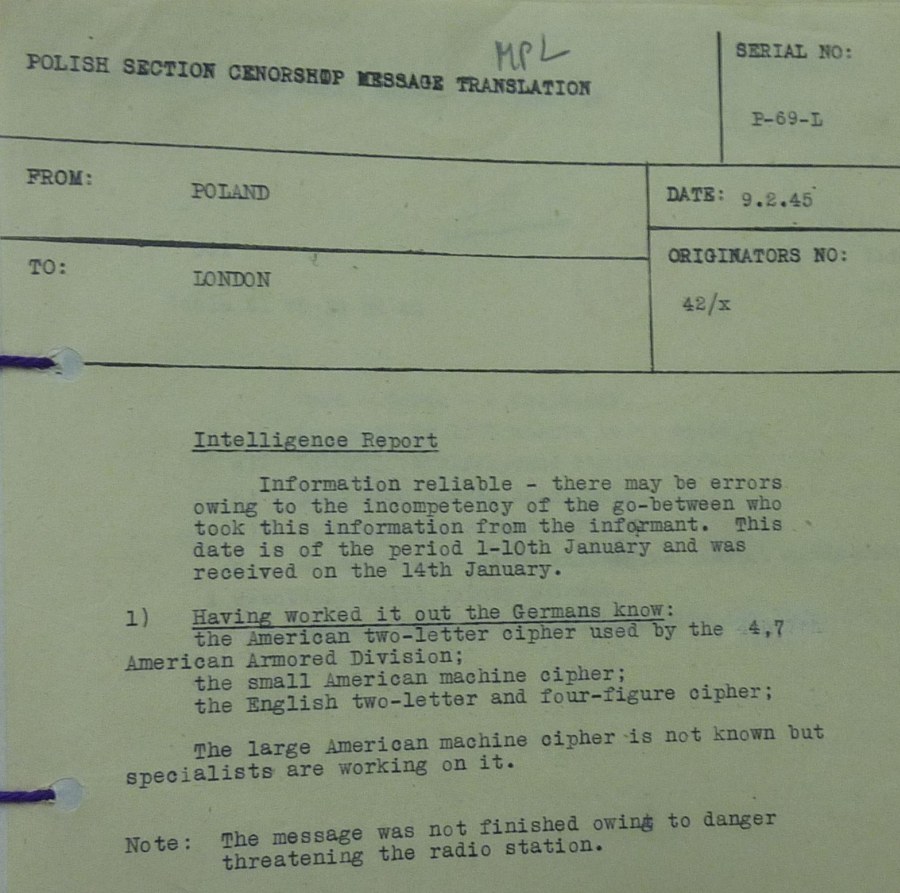 MPL
POLISH SECTION CENORSHOP MESSAGE TRANSLATION
SERIAL NO:
P-69-L
FROM:
POLAND
DATE: 9.2.45
TO:
LONDON
ORIGINATORS NO:
42/x
Intelligence Report
Information reliable - there may be errors
owing to the incompetency of the go-between who
took this information from the informant. This
date is of the period 1-10th January and was
received on the 14th January.
1) Having worked it out the Germans know:
the American two-letter cipher used by the 4,7
American Armored Division;
the small American machine cipher;
the English two-letter and four-figure cipher;
The large American machine cipher is not known but
specialists are working on it.
Note: The message was not finished owing to danger
threatening the radio station.